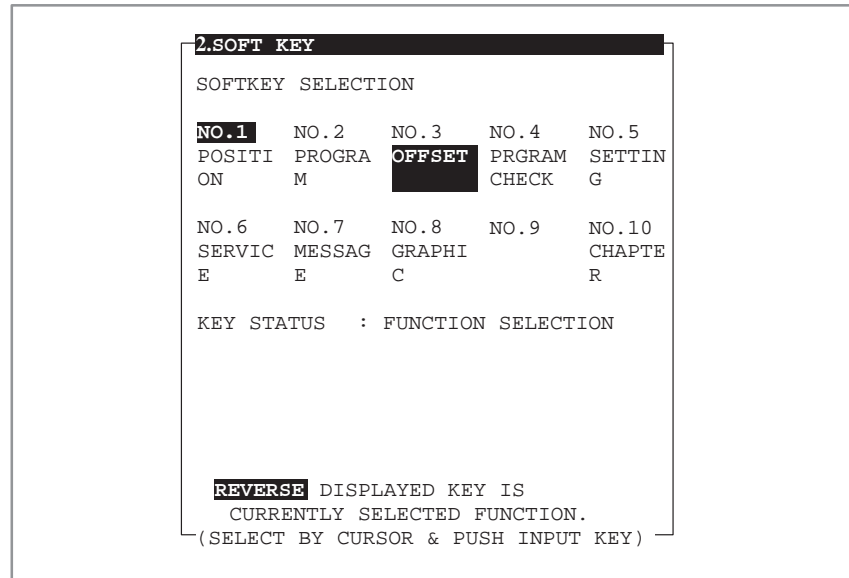 2.SOFT KEY
SOFTKEY SELECTION
NO.1 NO.2 NO.3 NO.4 NO.5
POSITI PROGRA OFFSET PRGRAM SETTIN
ON M CHECK G
NO.6 NO.7 NO.8 NO.9 NO.10
SERVIC MESSAG GRAPHI CHAPTE
E E C R
KEY STATUS : FUNCTION SELECTION
REVERSE DISPLAYED KEY IS
CURRENTLY SELECTED FUNCTION.
(SELECT BY CURSOR & PUSH INPUT KEY)